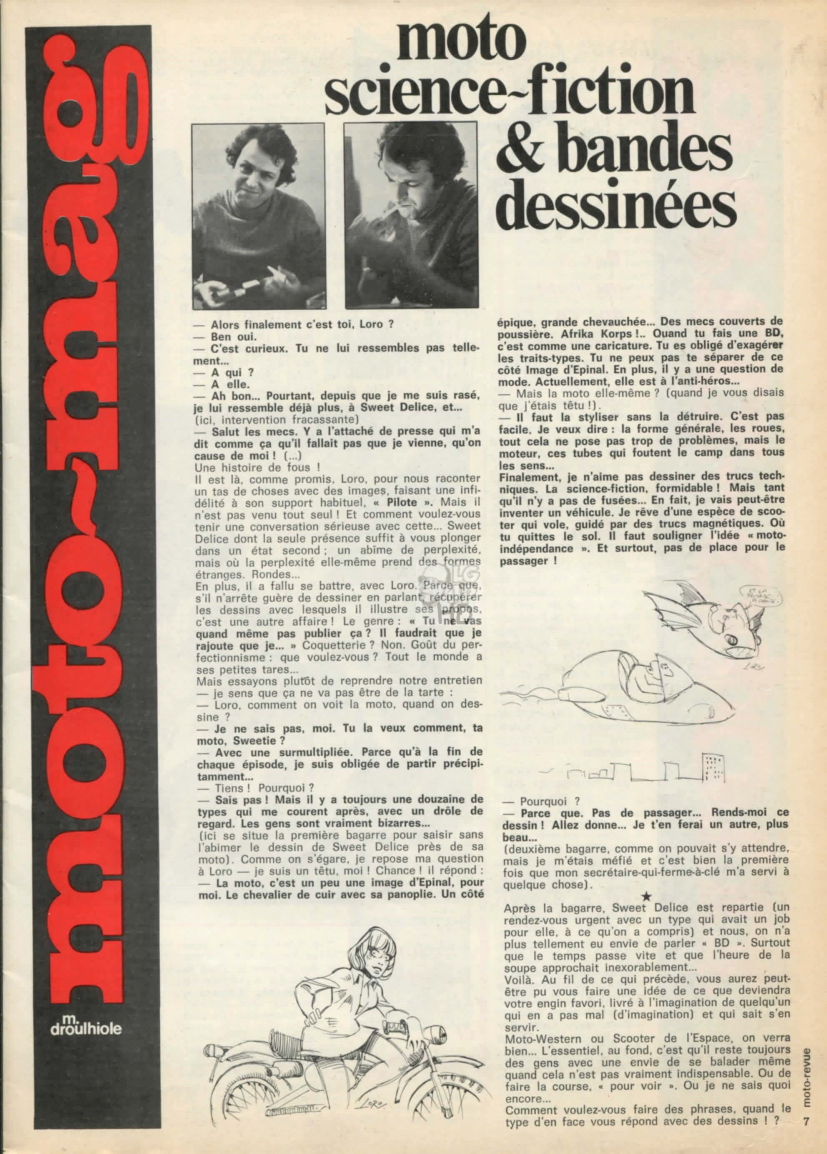 moto
science-fiction
& bandes
dessinées
moto-mag
m.
droulhiole
— Alors finalement c'est toi, Loro ?
— Ben oui.
— C'est curieux. Tu ne lui ressembles pas telle-
ment...
— A qui ?
— A elle.
— Ah bon... Pourtant, depuis que je me suis rasé,
je lui ressemble déjà plus, à Sweet Delice, et...
(ici, intervention fracassante)
— Salut les mecs. Y a l'attaché de presse qui m'a
dit comme ça qu'il fallait pas que je vienne, qu'on
cause de moi ! (...)
Une histoire de fous !
Il est là, comme promis, Loro, pour nous raconter
un tas de choses avec des images, faisant une infi-
délité à son support habituel, « Pilote ». Mais il
n'est pas venu tout seul ! Et comment voulez-vous
tenir une conversation sérieuse avec cette... Sweet
Delice dont la seule présence suffit à vous plonger
dans un état second ; un abîme de perplexité,
mais où la perplexité elle-même prend des formes
étranges. Rondes...
En plus, il a fallu se battre, avec Loro. Parce que,
s'il n'arrête guère de dessiner en parlant, récupérer
les dessins avec lesquels il illustre ses propos,
c'est une autre affaire ! Le genre : « Tu ne vas
quand même pas publier ça ? Il faudrait que je
rajoute que je... » Coquetterie ? Non. Goût du per-
fectionnisme : que voulez-vous ? Tout le monde a
ses petites tares...
Mais essayons plutôt de reprendre notre entretien
— je sens que ça ne va pas être de la tarte :
— Loro, comment on voit la moto, quand on des-
sine ?
— Je ne sais pas, moi. Tu la veux comment, ta
moto, Sweetie ?
— Avec une surmultipliée. Parce qu'à la fin de
chaque épisode, je suis obligée de partir précipi-
tamment...
— Tiens ! Pourquoi ?
— Sais pas ! Mais il y a toujours une douzaine de
types qui me courent après, avec un drôle de
regard. Les gens sont vraiment bizarres...
(ici se situe la première bagarre pour saisir sans
l'abimer le dessin de Sweet Delice près de sa
moto). Comme on s'égare, je repose ma question
à Loro — je suis un têtu, moi ! Chance ! il répond :
— La moto, c'est un peu une image d'Epinal, pour
moi. Le chevalier de cuir avec sa panoplie. Un côté
épique, grande chevauchée... Des mecs couverts de
poussière. Afrika Korps !.. Quand tu fais une BD,
c'est comme une caricature. Tu es obligé d'exagérer
les traits-types. Tu ne peux pas te séparer de ce
côté Image d'Epinal. En plus, il y a une question de
mode. Actuellement, elle est à l'anti-héros...
— Mais la moto elle-même ? (quand je vous disais
que j'étais têtu !).
— Il faut la styliser sans la détruire. C'est pas
facile. Je veux dire : la forme générale, les roues,
tout cela ne pose pas trop de problèmes, mais le
moteur, ces tubes qui foutent le camp dans tous
les sens...
Finalement, je n'aime pas dessiner des trucs tech-
niques. La science-fiction, formidable ! Mais tant
qu'il n'y a pas de fusées... En fait, je vais peut-être
inventer un véhicule. Je rêve d'une espèce de scoo-
ter qui vole, guidé par des trucs magnétiques. Où
tu quittes le sol. Il faut souligner l'idée « moto-
indépendance ». Et surtout, pas de place pour le
passager !
LORO
— Pourquoi ?
— Parce que. Pas de passager... Rends-moi ce
dessin ! Allez donne... Je t'en ferai un autre, plus
beau...
(deuxième bagarre, comme on pouvait s'y attendre,
mais je m'étais méfié et c'est bien la première
fois que mon secrétaire-qui-ferme-à-clé m'a servi à
quelque chose).
★
Après la bagarre, Sweet Delice est repartie (un
rendez-vous urgent avec un type qui avait un job
pour elle, à ce qu'on a compris) et nous, on n'a
plus tellement eu envie de parler « BD ». Surtout
que le temps passe vite et que l'heure de la
soupe approchait inexorablement...
Voilà. Au fil de ce qui précède, vous aurez peut-
être pu vous faire une idée de ce que deviendra
votre engin favori, livré à l'imagination de quelqu'un
qui en a pas mal (d'imagination) et qui sait s'en
servir.
Moto-Western ou Scooter de l'Espace, on verra
bien... L'essentiel, au fond, c'est qu'il reste toujours
des gens avec une envie de se balader même
quand cela n'est pas vraiment indispensable. Ou de
faire la course, « pour voir ». Ou je ne sais quoi
encore...
Comment voulez-vous faire des phrases, quand le
type d'en face vous répond avec des dessins ! ?
LORO
moto-revue
7